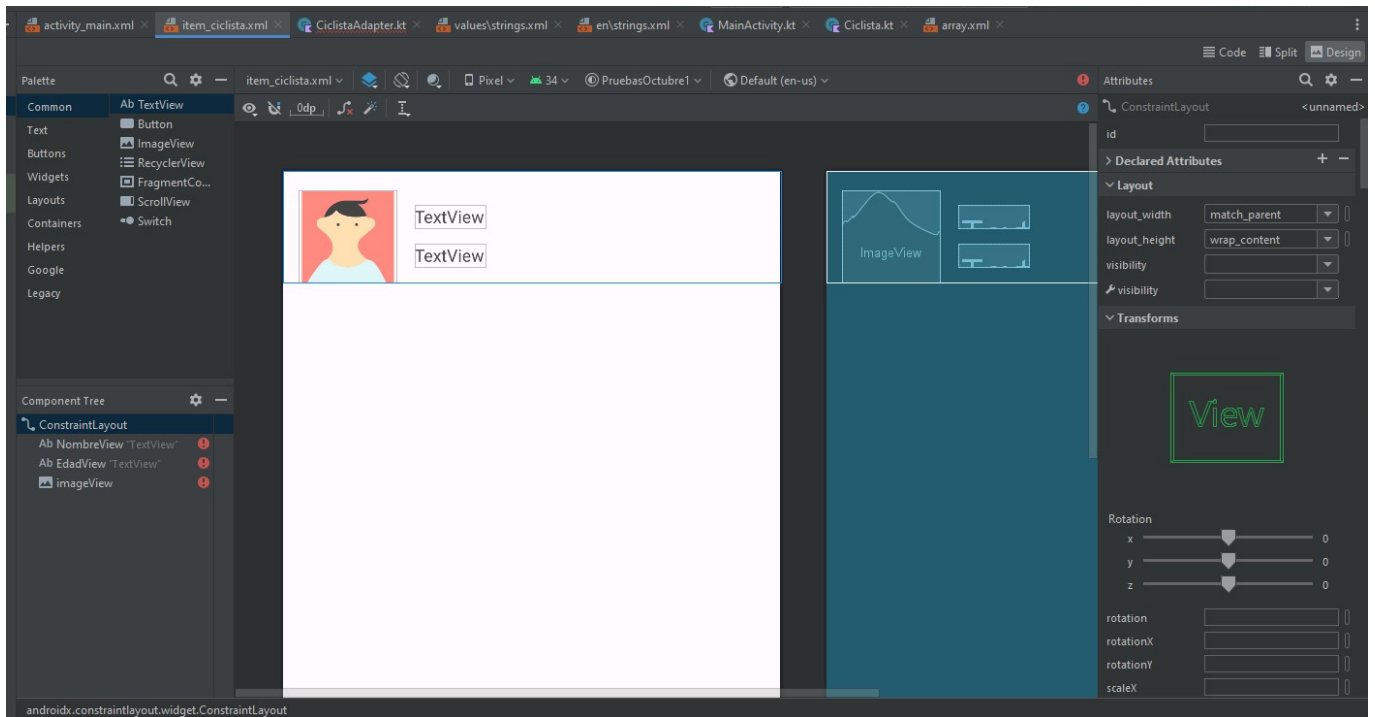 activity_main.xml item_ciclista.xml CiclistaAdapter.kt values\strings.xml en\strings.xml MainActivity.kt Ciclista.kt array.xml
Code Split Design
Palette
item_ciclista.xml Pixel 34 PruebasOctubre1 Default (en-us)
Attributes
Common
Text
Buttons
Widgets
Layouts
Containers
Helpers
Google
Legacy
Ab TextView
Button
ImageView
RecyclerView
FragmentCo...
ScrollView
Switch
0dp
TextView
TextView
ImageView
ConstraintLayout <unnamed>
id
Declared Attributes
Layout
layout_width match_parent
layout_height wrap_content
visibility
visibility
Transforms
View
Rotation
x 0
y 0
z 0
rotation
rotationX
rotationY
scaleX
Component Tree
ConstraintLayout
Ab NombreView "TextView"
Ab EdadView "TextView"
imageView
androidx.constraintlayout.widget.ConstraintLayout